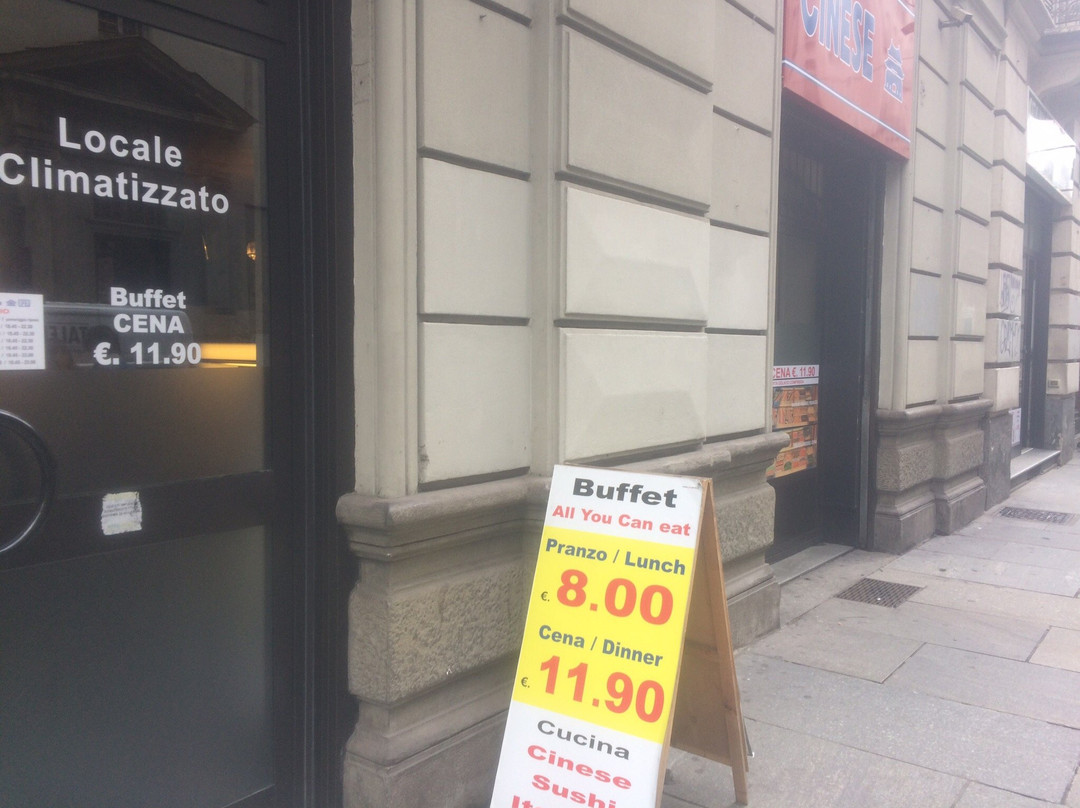 Locale
Climatizzato
Buffet
CENA
€. 11.90
CINESE
CENA €. 11.90
Buffet
All You Can eat
Pranzo / Lunch
€. 8.00
Cena / Dinner
€. 11.90
Cucina
Cinese
Sushi